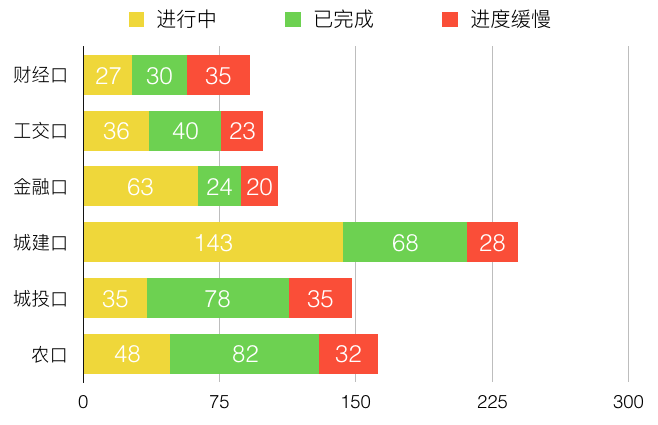 进行中 已完成 进度缓慢
财经口 27 30 35
工交口 36 40 23
金融口 63 24 20
城建口 143 68 28
城投口 35 78 35
农口 48 82 32
0 75 150 225 300